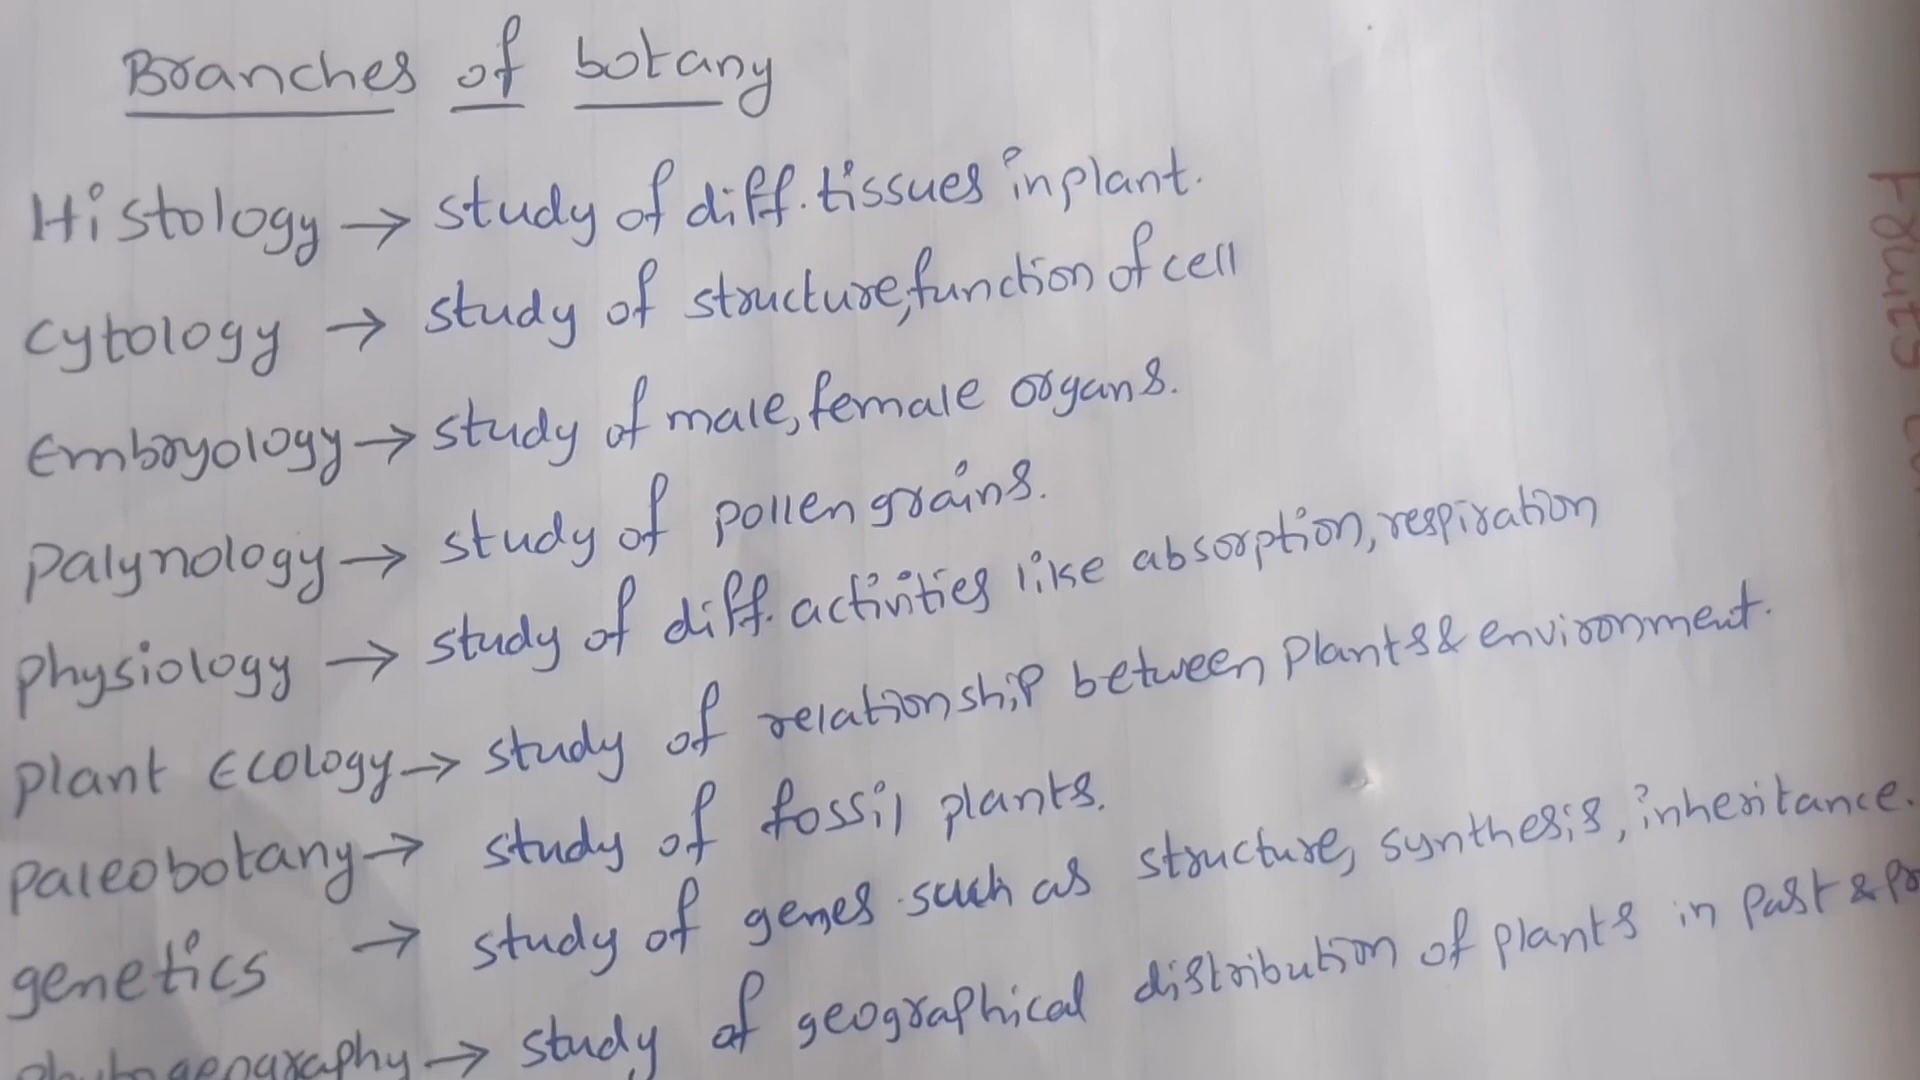 Branches of botany
Histology → study of diff. tissues in plant.
Cytology → study of structure, function of cell
Embryology → study of male, female organs.
Palynology → study of pollen grains.
physiology → study of diff. activities like absorption, respiration
plant Ecology → study of relationship between plants & environment.
paleobotany → study of fossil plants.
genetics → study of genes such as structure, synthesis, inheritance.
phytogeography → study of geographical distribution of plants in past &